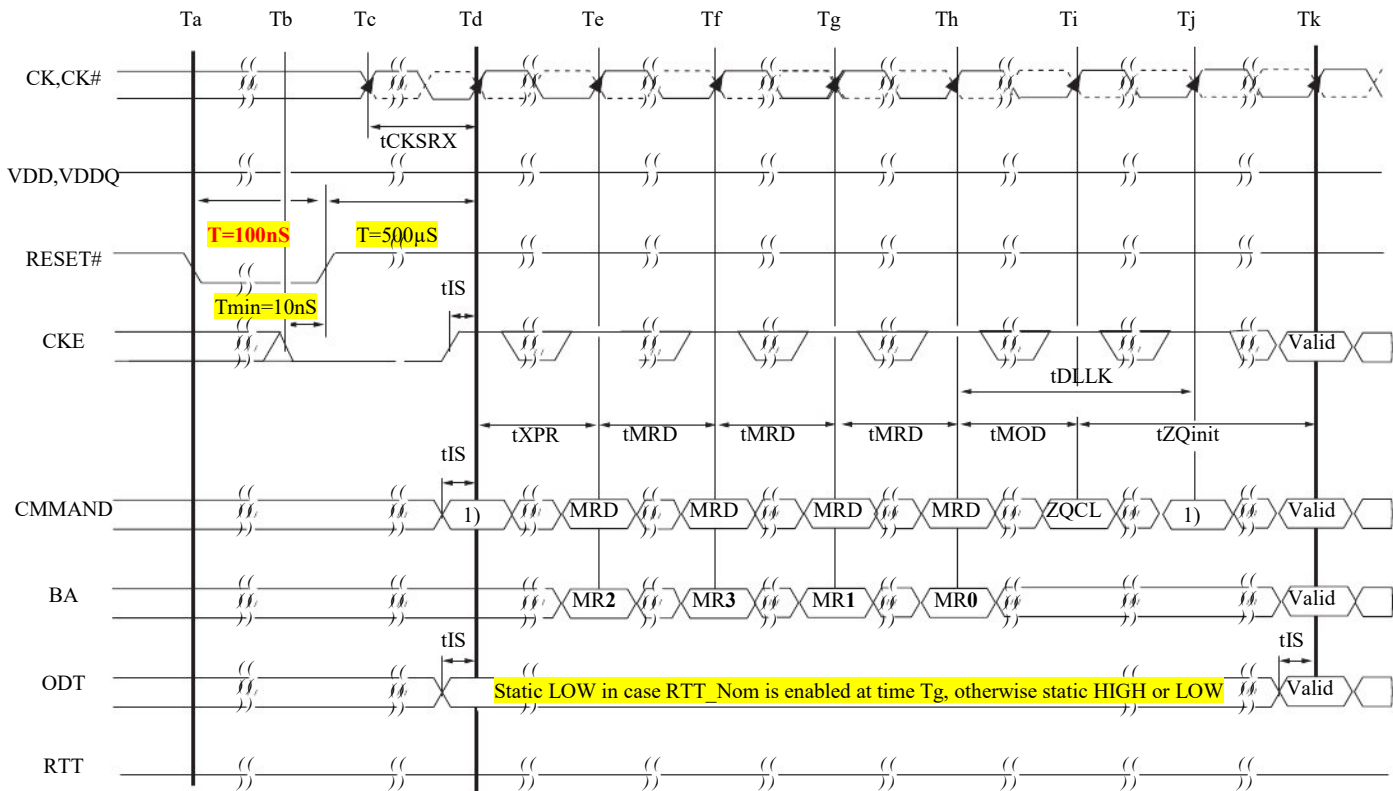 Ta Tb Tc Td Te Tf Tg Th Ti Tj Tk
CK,CK#
tCKSRX
VDD,VDDQ
T=100nS T=500µS
RESET#
Tmin=10nS tIS
CKE Valid
tDLLK
tXPR tMRD tMRD tMRD tMOD tZQinit
tIS
CMMAND 1) MRD MRD MRD MRD ZQCL 1) Valid
BA MR2 MR3 MR1 MR0 Valid
tIS tIS
ODT Static LOW in case RTT_Nom is enabled at time Tg, otherwise static HIGH or LOW Valid
RTT